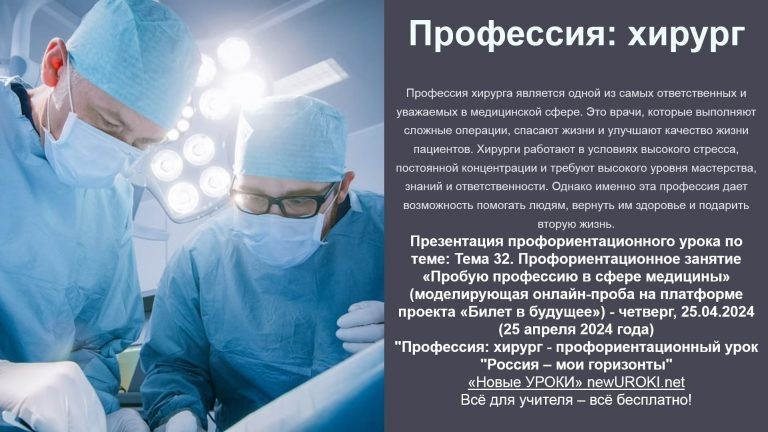 Профессия: хирург
Профессия хирурга является одной из самых ответственных и
уважаемых в медицинской сфере. Это врачи, которые выполняют
сложные операции, спасают жизни и улучшают качество жизни
пациентов. Хирурги работают в условиях высокого стресса,
постоянной концентрации и требуют высокого уровня мастерства,
знаний и ответственности. Однако именно эта профессия дает
возможность помогать людям, вернуть им здоровье и подарить
вторую жизнь.
Презентация профориентационного урока по
теме: Тема 32. Профориентационное занятие
«Пробую профессию в сфере медицины»
(моделирующая онлайн-проба на платформе
проекта «Билет в будущее») - четверг, 25.04.2024
(25 апреля 2024 года)
"Профессия: хирург - профориентационный урок
"Россия – мои горизонты"
«Новые УРОКИ» newUROKI.net
Всё для учителя – всё бесплатно!